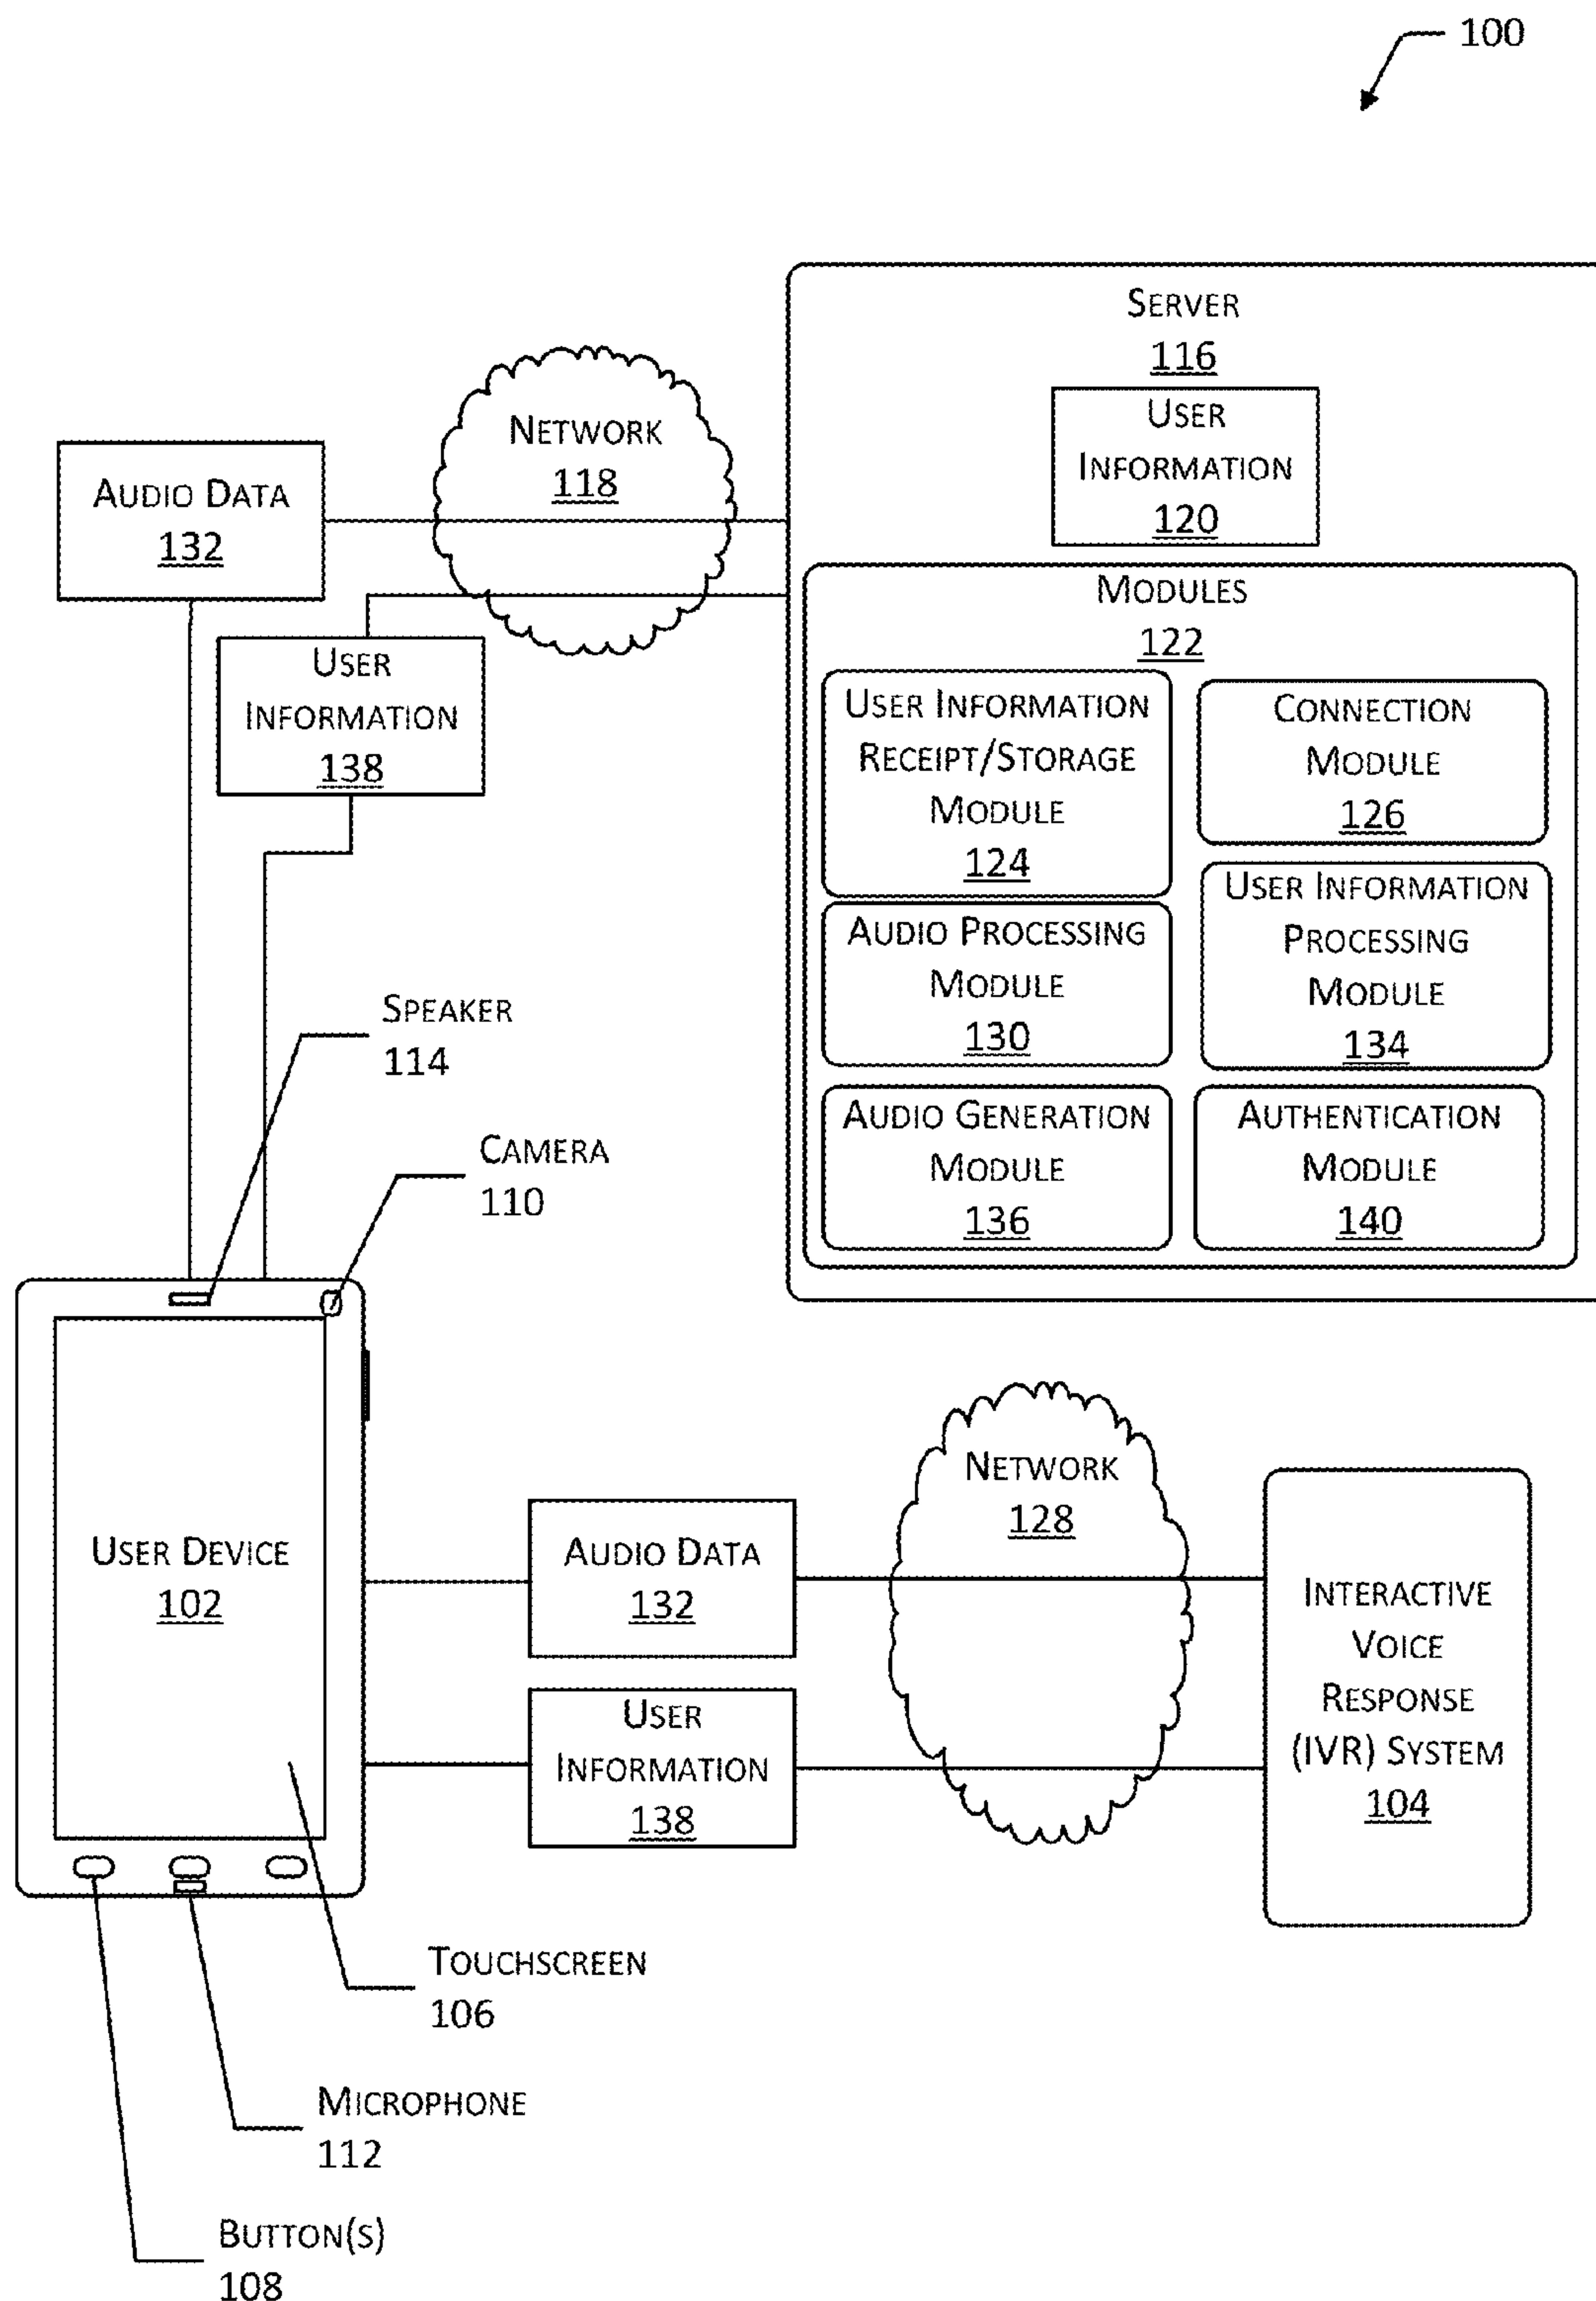 100
SERVER
116
USER
INFORMATION
120
NETWORK
118
AUDIO DATA
132
USER
INFORMATION
138
MODULES
122
USER INFORMATION
RECEIPT/STORAGE
MODULE
124
CONNECTION
MODULE
126
AUDIO PROCESSING
MODULE
130
USER INFORMATION
PROCESSING
MODULE
134
AUDIO GENERATION
MODULE
136
AUTHENTICATION
MODULE
140
SPEAKER
114
CAMERA
110
USER DEVICE
102
AUDIO DATA
132
USER
INFORMATION
138
NETWORK
128
INTERACTIVE
VOICE
RESPONSE
(IVR) SYSTEM
104
TOUCHSCREEN
106
MICROPHONE
112
BUTTON(S)
108